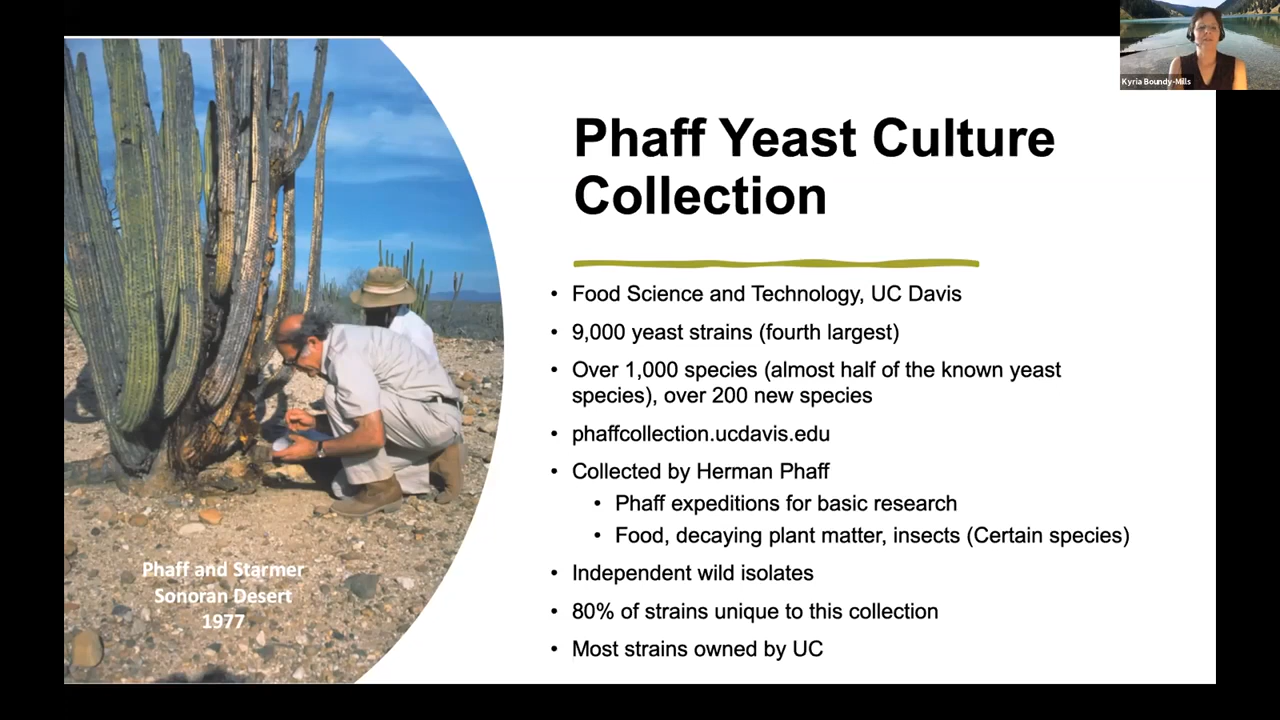 Kyria Boundy-Mills
Phaff Yeast Culture
Collection
• Food Science and Technology, UC Davis
• 9,000 yeast strains (fourth largest)
• Over 1,000 species (almost half of the known yeast
species), over 200 new species
• phaffcollection.ucdavis.edu
• Collected by Herman Phaff
• Phaff expeditions for basic research
• Food, decaying plant matter, insects (Certain species)
• Independent wild isolates
• 80% of strains unique to this collection
• Most strains owned by UC
Phaff and Starmer
Sonoran Desert
1977